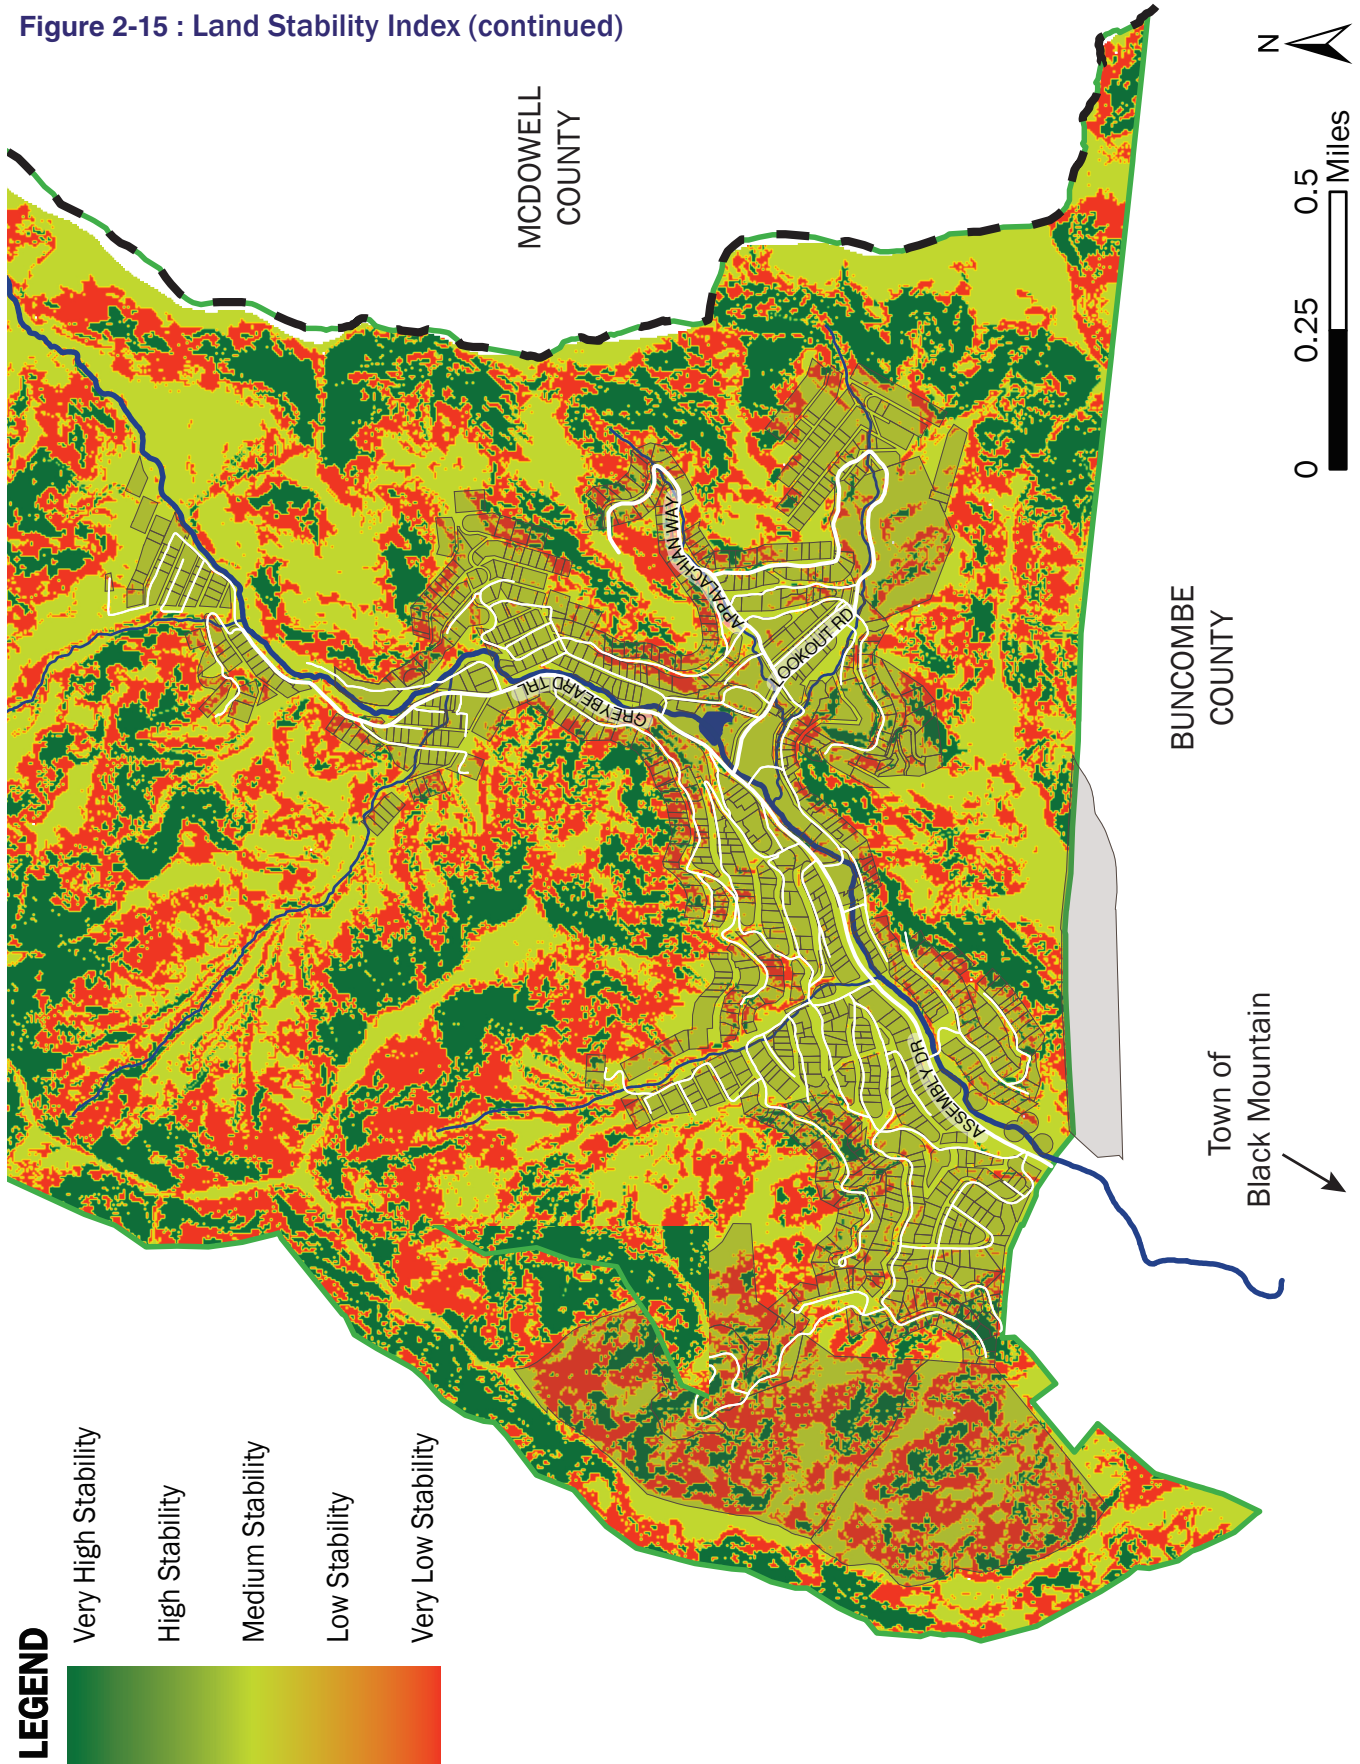 Figure 2-15 : Land Stability Index (continued)
N
MCDOWELL
COUNTY
0
0.25
0.5
Miles
APPALACHIAN WAY
LOOKOUT RD
GREYBEARD TRL
BUNCOMBE
COUNTY
ASSEMBLY DR
Town of
Black Mountain
LEGEND
Very High Stability
High Stability
Medium Stability
Low Stability
Very Low Stability